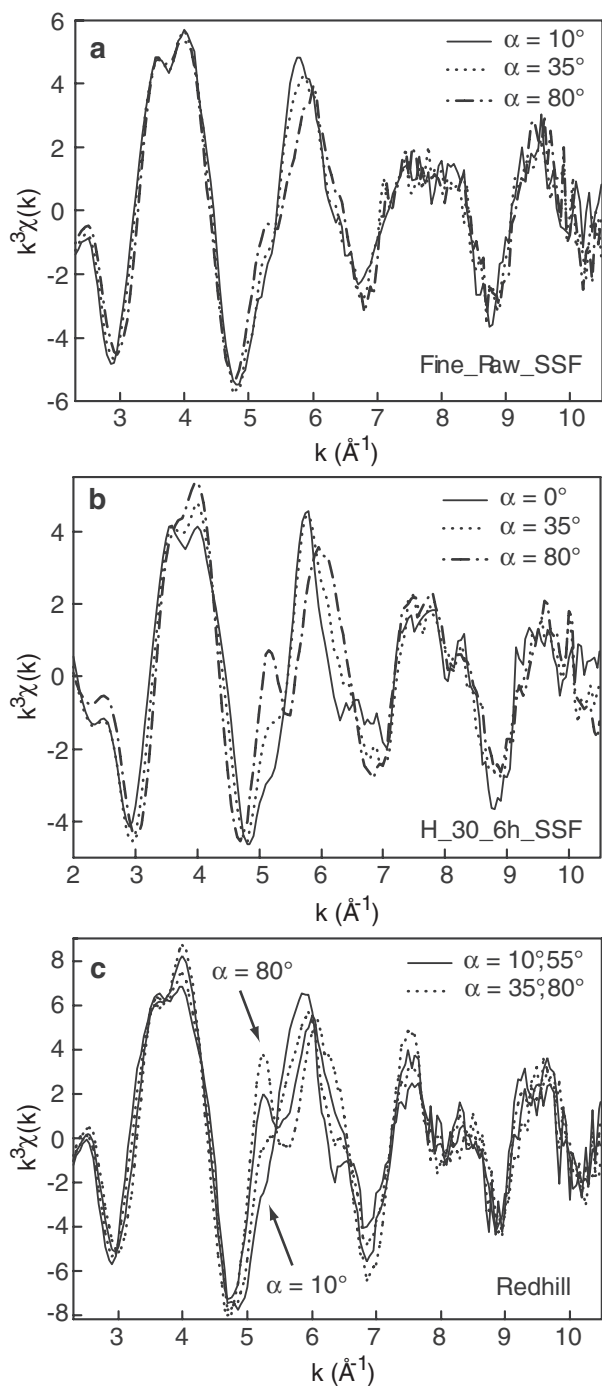 a
α = 10°
α = 35°
α = 80°
6
4
2
0
-2
-4
-6
k³χ(k)
Fine_Raw_SSF
3 4 5 6 7 8 9 10
k (Å⁻¹)
b
α = 0°
α = 35°
α = 80°
4
2
0
-2
-4
k³χ(k)
H_30_6h_SSF
2 3 4 5 6 7 8 9 10
k (Å⁻¹)
c
α = 10°,55°
α = 35°,80°
α = 80°
8
6
4
2
0
-2
-4
-6
-8
k³χ(k)
α = 10°
Redhill
3 4 5 6 7 8 9 10
k (Å⁻¹)